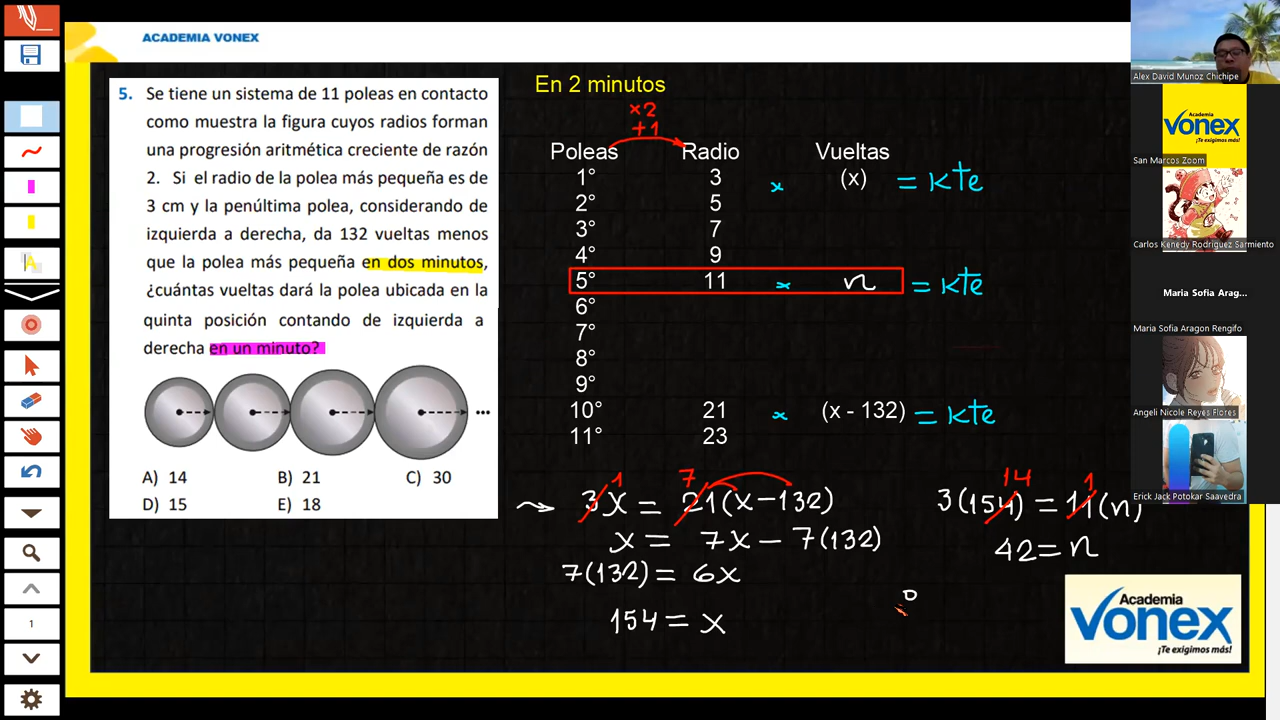 ACADEMIA VONEX
5. Se tiene un sistema de 11 poleas en contacto
como muestra la figura cuyos radios forman
una progresión aritmética creciente de razón
2. Si el radio de la polea más pequeña es de
3 cm y la penúltima polea, considerando de
izquierda a derecha, da 132 vueltas menos
que la polea más pequeña en dos minutos,
¿cuántas vueltas dará la polea ubicada en la
quinta posición contando de izquierda a
derecha en un minuto?
...
A) 14 B) 21 C) 30
D) 15 E) 18
En 2 minutos
×2
+1
Poleas Radio Vueltas
1° 3 × (x) = kte
2° 5
3° 7
4° 9
5° 11 × n = kte
6°
7°
8°
9°
10° 21 × (x - 132) = kte
11° 23
1 7
3x = 21(x-132)
x = 7x - 7(132)
7(132) = 6x
154 = x
14 1
3(154) = 11(n)
42 = n
Alex David Munoz Chichipe
Academia
VONEX
¡Te exigimos más!
San Marcos Zoom
Carlos Kenedy Rodriguez Sarmiento
Maria Sofia Arag...
Maria Sofia Aragon Rengifo
Angeli Nicole Reyes Flores
Erick Jack Potokar Saavedra
Academia
vonex
¡Te exigimos más!
1